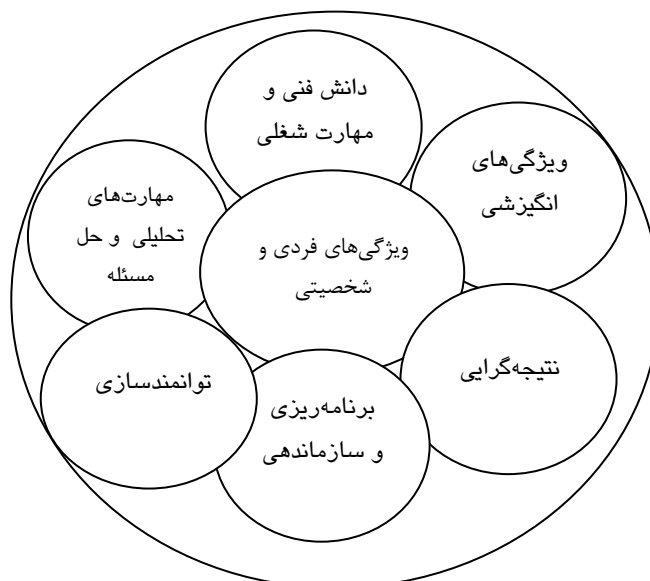 دانش فنی و
مهارت شغلی
ویژگی‌های
انگیزشی
مهارت‌های
تحلیلی و حل
مسئله
ویژگی‌های فردی و
شخصیتی
نتیجه‌گرایی
توانمندسازی
برنامه‌ریزی
و سازماندهی